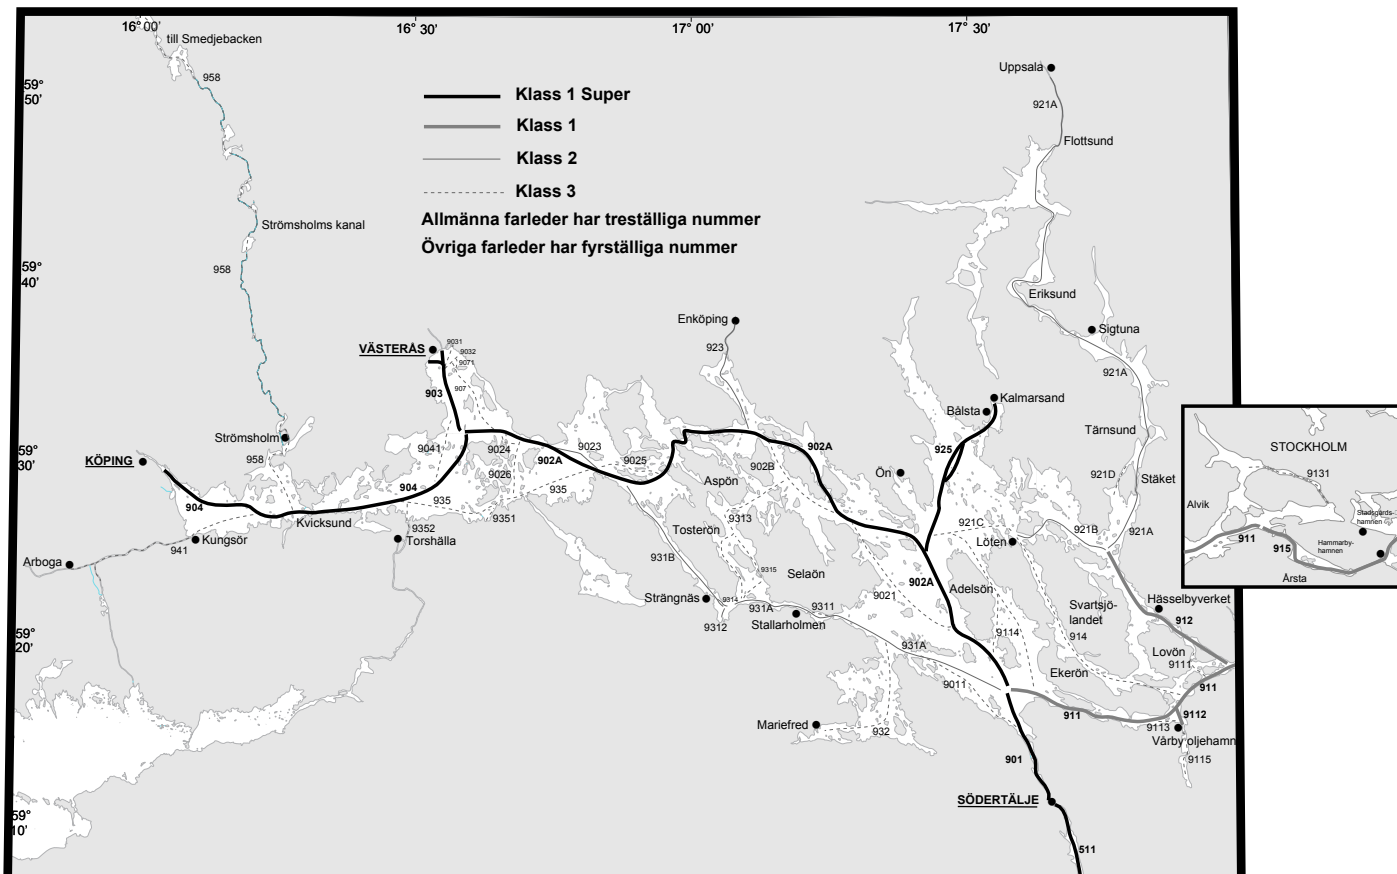 16° 00'
16° 30'
17° 00'
17° 30'
till Smedjebacken
958
59°
50'
Klass 1 Super
Klass 1
Klass 2
Klass 3
Allmänna farleder har treställiga nummer
Övriga farleder har fyrställiga nummer
Uppsala
921A
Flottsund
Strömsholms kanal
958
59°
40'
Eriksund
Sigtuna
921A
Enköping
923
VÄSTERÅS
9031
9032
9071
907
903
Kalmarsand
Bålsta
Tärnsund
Strömsholm
958
9041
9024
9023
902A
902A
925
59°
30'
KÖPING
9026
9025
935
902B
Aspön
Ön
921D
Stäket
904
904
935
9351
9352
Kvicksund
Torshälla
Kungsör
941
Arboga
Tosterön
9313
921C
Löten
921B
921A
931B
9315
Selaön
902A
Adelsön
Strängnäs
9314
931A
9311
9312
Stallarholmen
9021
Svartsjö-
landet
914
Hässelbyverket
912
59°
20'
931A
9114
Lovön
9111
Ekerön
9011
911
911
9112
9113
Vårby oljehamn
9115
Mariefred
932
901
SÖDERTÄLJE
511
59°
10'
STOCKHOLM
9131
Alvik
Stadsgårds-
hamnen
911
915
Hammarby-
hamnen
Årsta